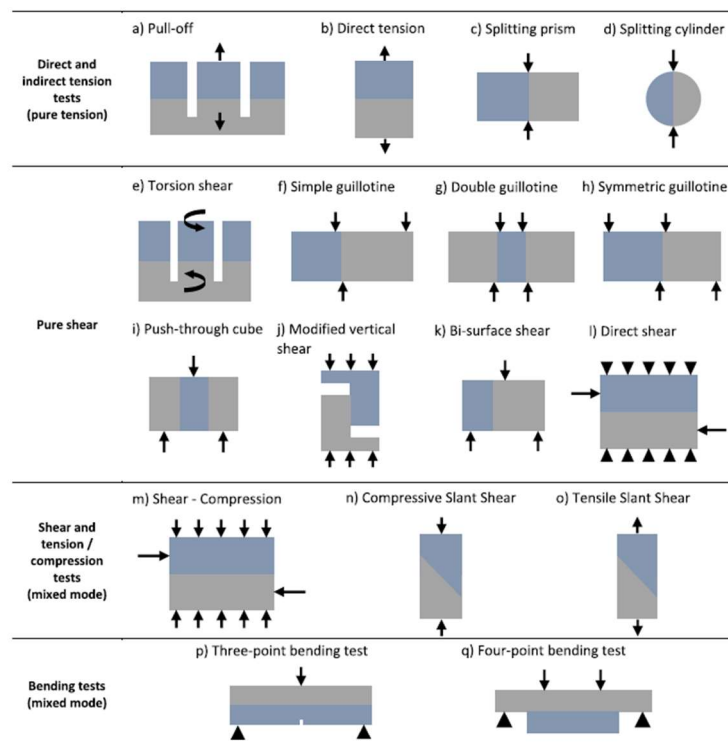 a) Pull-off
b) Direct tension
c) Splitting prism
d) Splitting cylinder
Direct and
indirect tension
tests
(pure tension)
e) Torsion shear
f) Simple guillotine
g) Double guillotine
h) Symmetric guillotine
Pure shear
i) Push-through cube
j) Modified vertical
shear
k) Bi-surface shear
l) Direct shear
m) Shear - Compression
n) Compressive Slant Shear
o) Tensile Slant Shear
Shear and
tension /
compression
tests
(mixed mode)
p) Three-point bending test
q) Four-point bending test
Bending tests
(mixed mode)